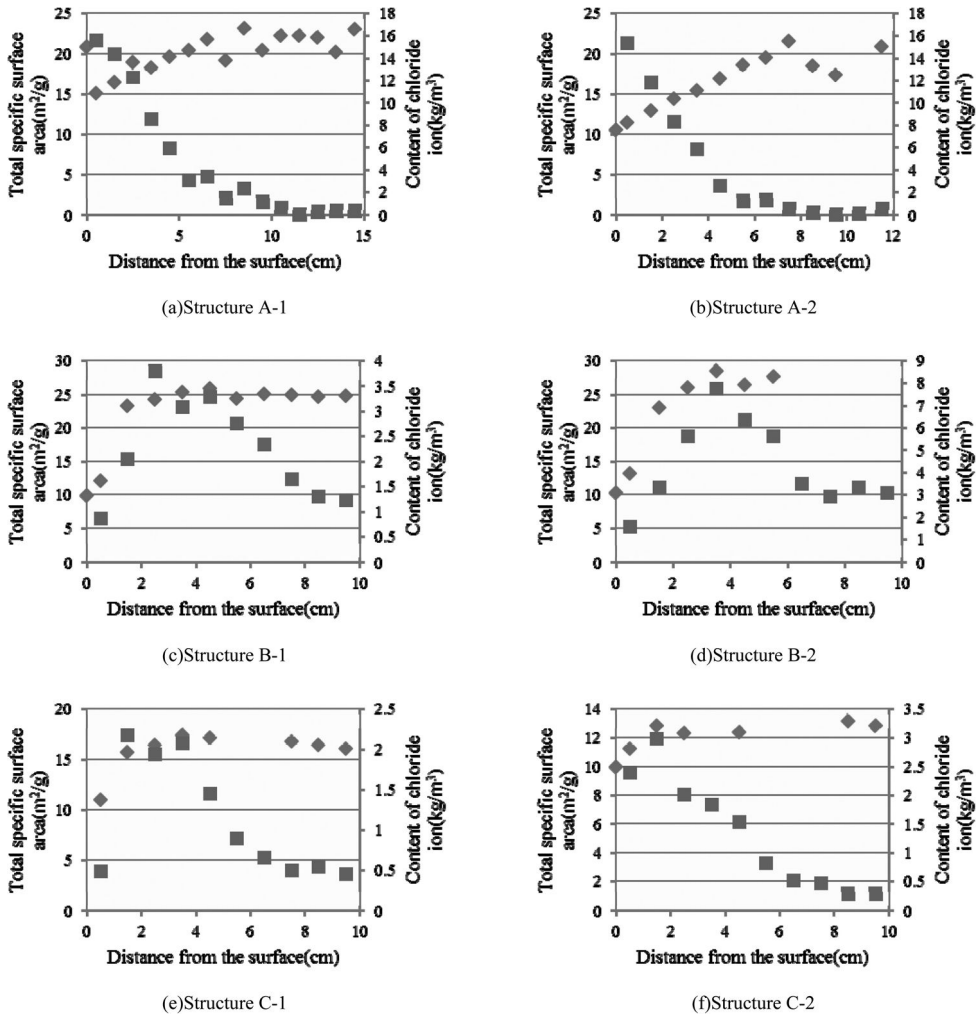 Total specific surface
arca(m²/g)
25
20
15
10
5
0
18
16
14
12
10
8
6
4
2
0
Content of chloride
ion(kg/m³)
0 5 10 15
Distance from the surface(cm)
(a)Structure A-1
Total specific surface
arca(m²/g)
25
20
15
10
5
0
18
16
14
12
10
8
6
4
2
0
Content of chloride
ion(kg/m³)
0 2 4 6 8 10 12
Distance from the surface(cm)
(b)Structure A-2
Total specific surface
arca(m²/g)
30
25
20
15
10
5
0
4
3.5
3
2.5
2
1.5
1
0.5
0
Content of chloride
ion(kg/m³)
0 2 4 6 8 10
Distance from the surface(cm)
(c)Structure B-1
Total specific surface
arca(m²/g)
30
25
20
15
10
5
0
9
8
7
6
5
4
3
2
1
0
Content of chloride
ion(kg/m³)
0 2 4 6 8 10
Distance from the surface(cm)
(d)Structure B-2
Total specific surface
arca(m²/g)
20
15
10
5
0
2.5
2
1.5
1
0.5
0
Content of chloride
ion(kg/m³)
0 2 4 6 8 10
Distance from the surface(cm)
(e)Structure C-1
Total specific surface
arca(m²/g)
14
12
10
8
6
4
2
0
3.5
3
2.5
2
1.5
1
0.5
0
Content of chloride
ion(kg/m³)
0 2 4 6 8 10
Distance from the surface(cm)
(f)Structure C-2